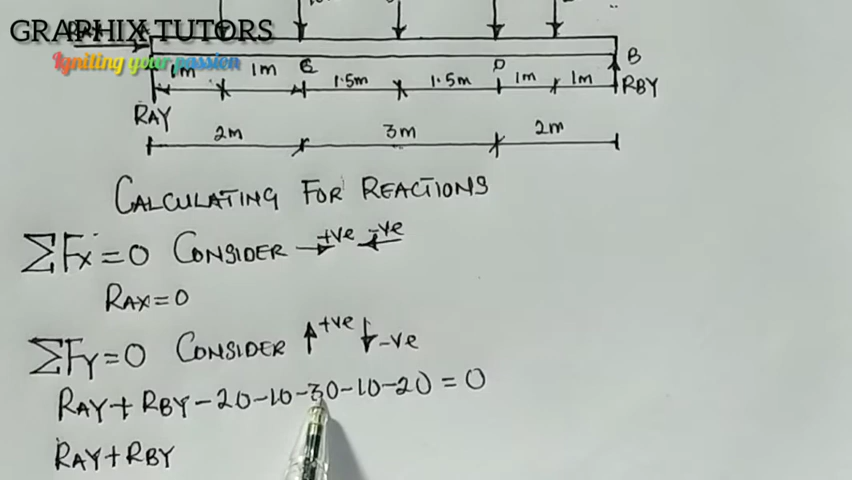 GRAPHIX TUTORS
Igniting your passion
1m 1m C 1.5m 1.5m D 1m 1m B
RAY RBY
2m 3m 2m
CALCULATING FOR REACTIONS
∑Fx=0 CONSIDER → +ve ← -ve
RAX=0
∑FY=0 CONSIDER ↑ +ve ↓ -ve
RAY+ RBY - 20-10-30-10-20 = 0
RAY+RBY